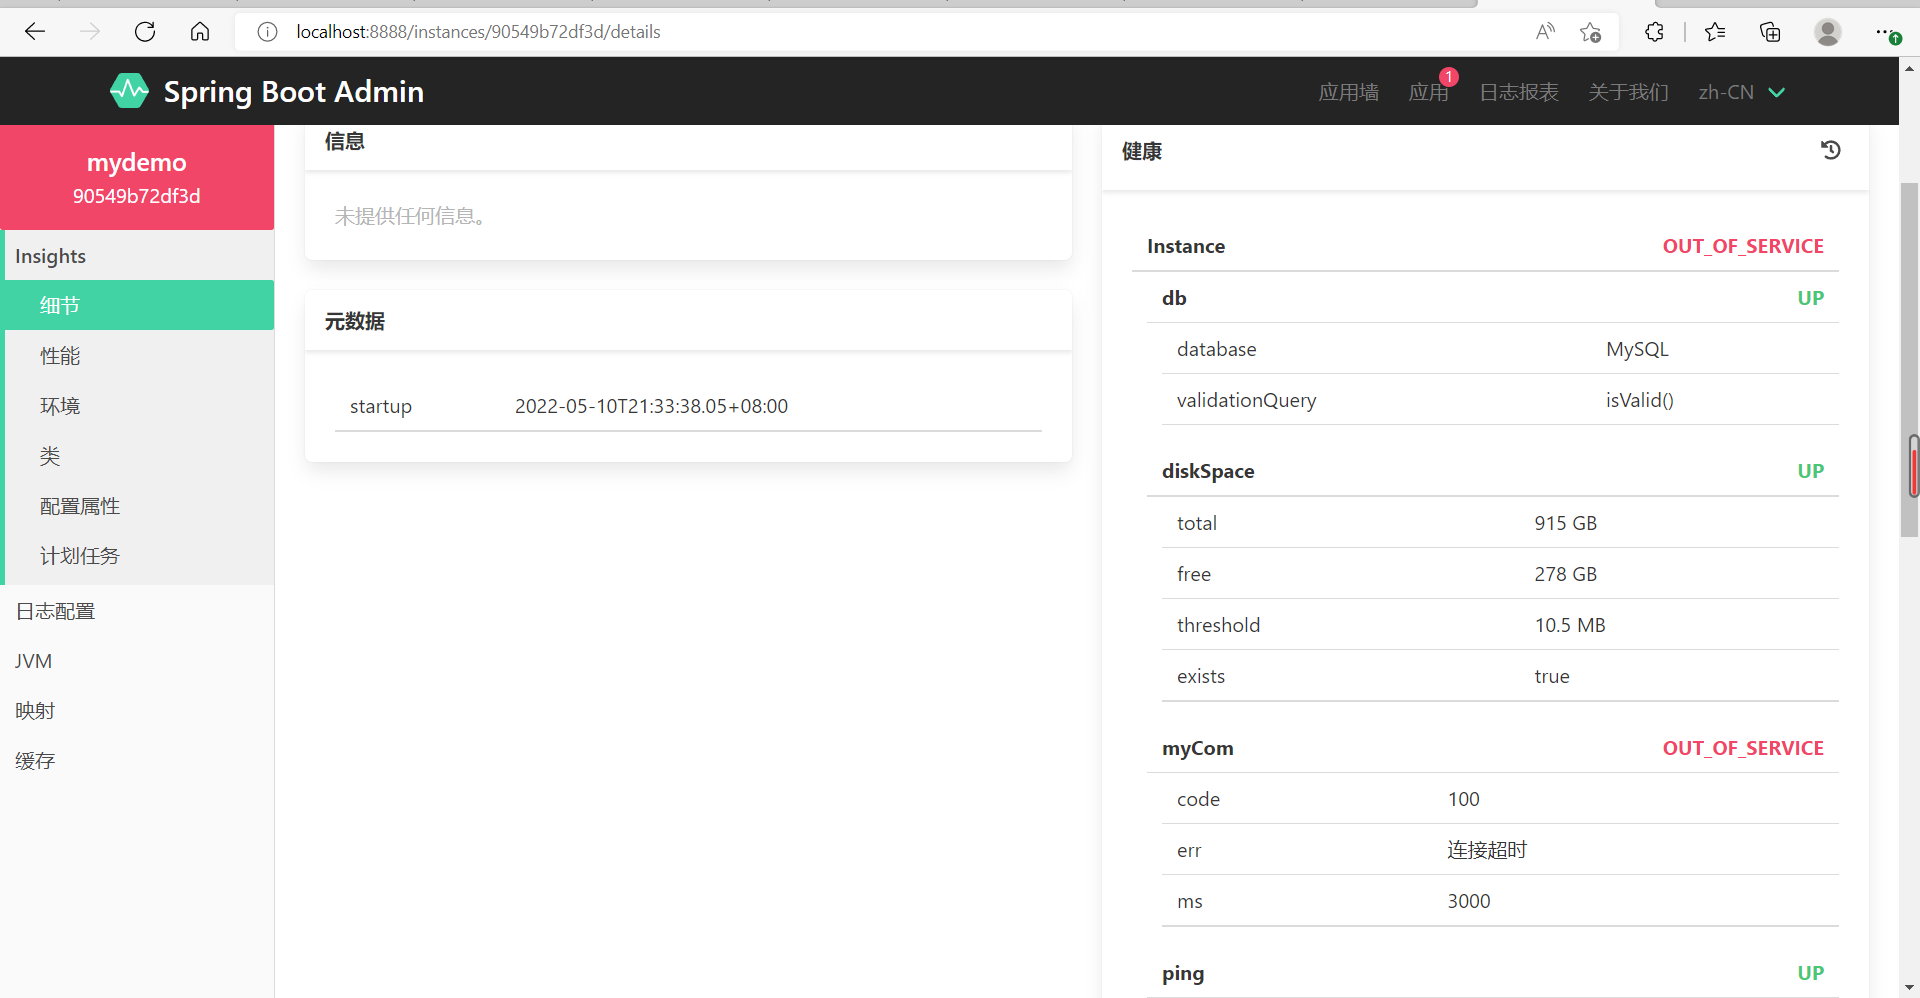 localhost:8888/instances/90549b72df3d/details
Spring Boot Admin
应用墙
应用
1
日志报表
关于我们
zh-CN
mydemo
90549b72df3d
Insights
细节
性能
环境
类
配置属性
计划任务
日志配置
JVM
映射
缓存
信息
未提供任何信息。
元数据
startup 2022-05-10T21:33:38.05+08:00
健康
Instance OUT_OF_SERVICE
db UP
database MySQL
validationQuery isValid()
diskSpace UP
total 915 GB
free 278 GB
threshold 10.5 MB
exists true
myCom OUT_OF_SERVICE
code 100
err 连接超时
ms 3000
ping UP